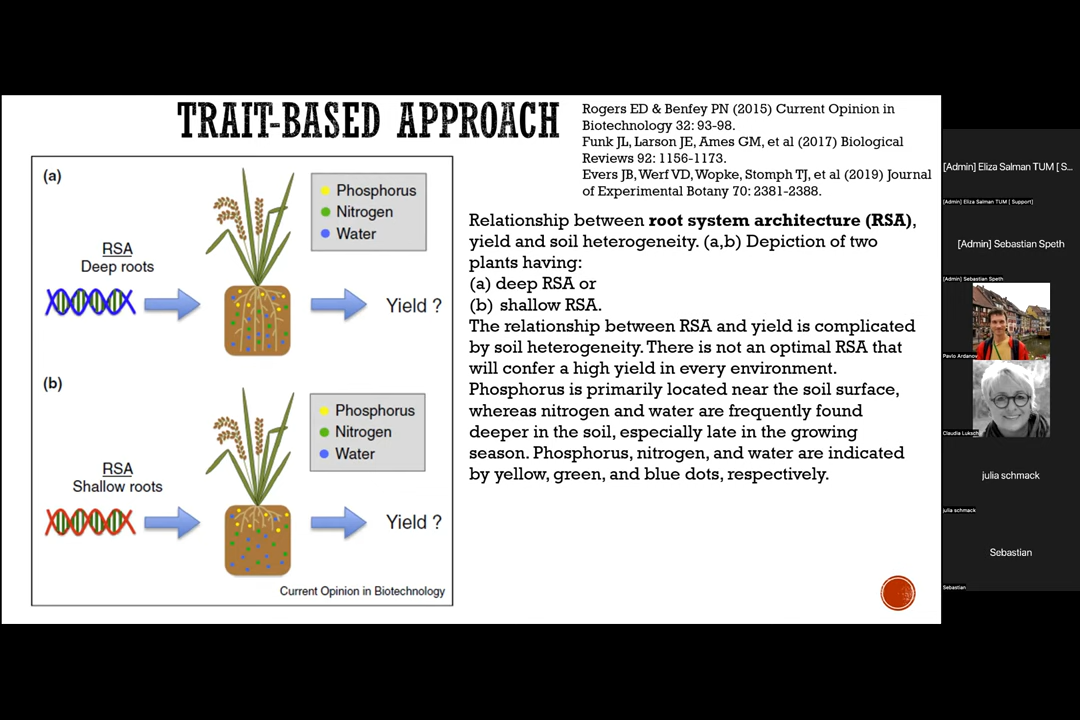 TRAIT-BASED APPROACH
Rogers ED & Benfey PN (2015) Current Opinion in
Biotechnology 32: 93-98.
Funk JL, Larson JE, Ames GM, et al (2017) Biological
Reviews 92: 1156-1173.
Evers JB, Werf VD, Wopke, Stomph TJ, et al (2019) Journal
of Experimental Botany 70: 2381-2388.
(a)
RSA
Deep roots
Phosphorus
Nitrogen
Water
Yield ?
(b)
RSA
Shallow roots
Phosphorus
Nitrogen
Water
Yield ?
Current Opinion in Biotechnology
Relationship between root system architecture (RSA),
yield and soil heterogeneity. (a,b) Depiction of two
plants having:
(a) deep RSA or
(b) shallow RSA.
The relationship between RSA and yield is complicated
by soil heterogeneity. There is not an optimal RSA that
will confer a high yield in every environment.
Phosphorus is primarily located near the soil surface,
whereas nitrogen and water are frequently found
deeper in the soil, especially late in the growing
season. Phosphorus, nitrogen, and water are indicated
by yellow, green, and blue dots, respectively.
[Admin] Eliza Salman TUM [ S...
[Admin] Eliza Salman TUM [ Support]
[Admin] Sebastian Speth
[Admin] Sebastian Speth
Pavlo Ardanov
Claudia Luksch
julia schmack
julia schmack
Sebastian
Sebastian